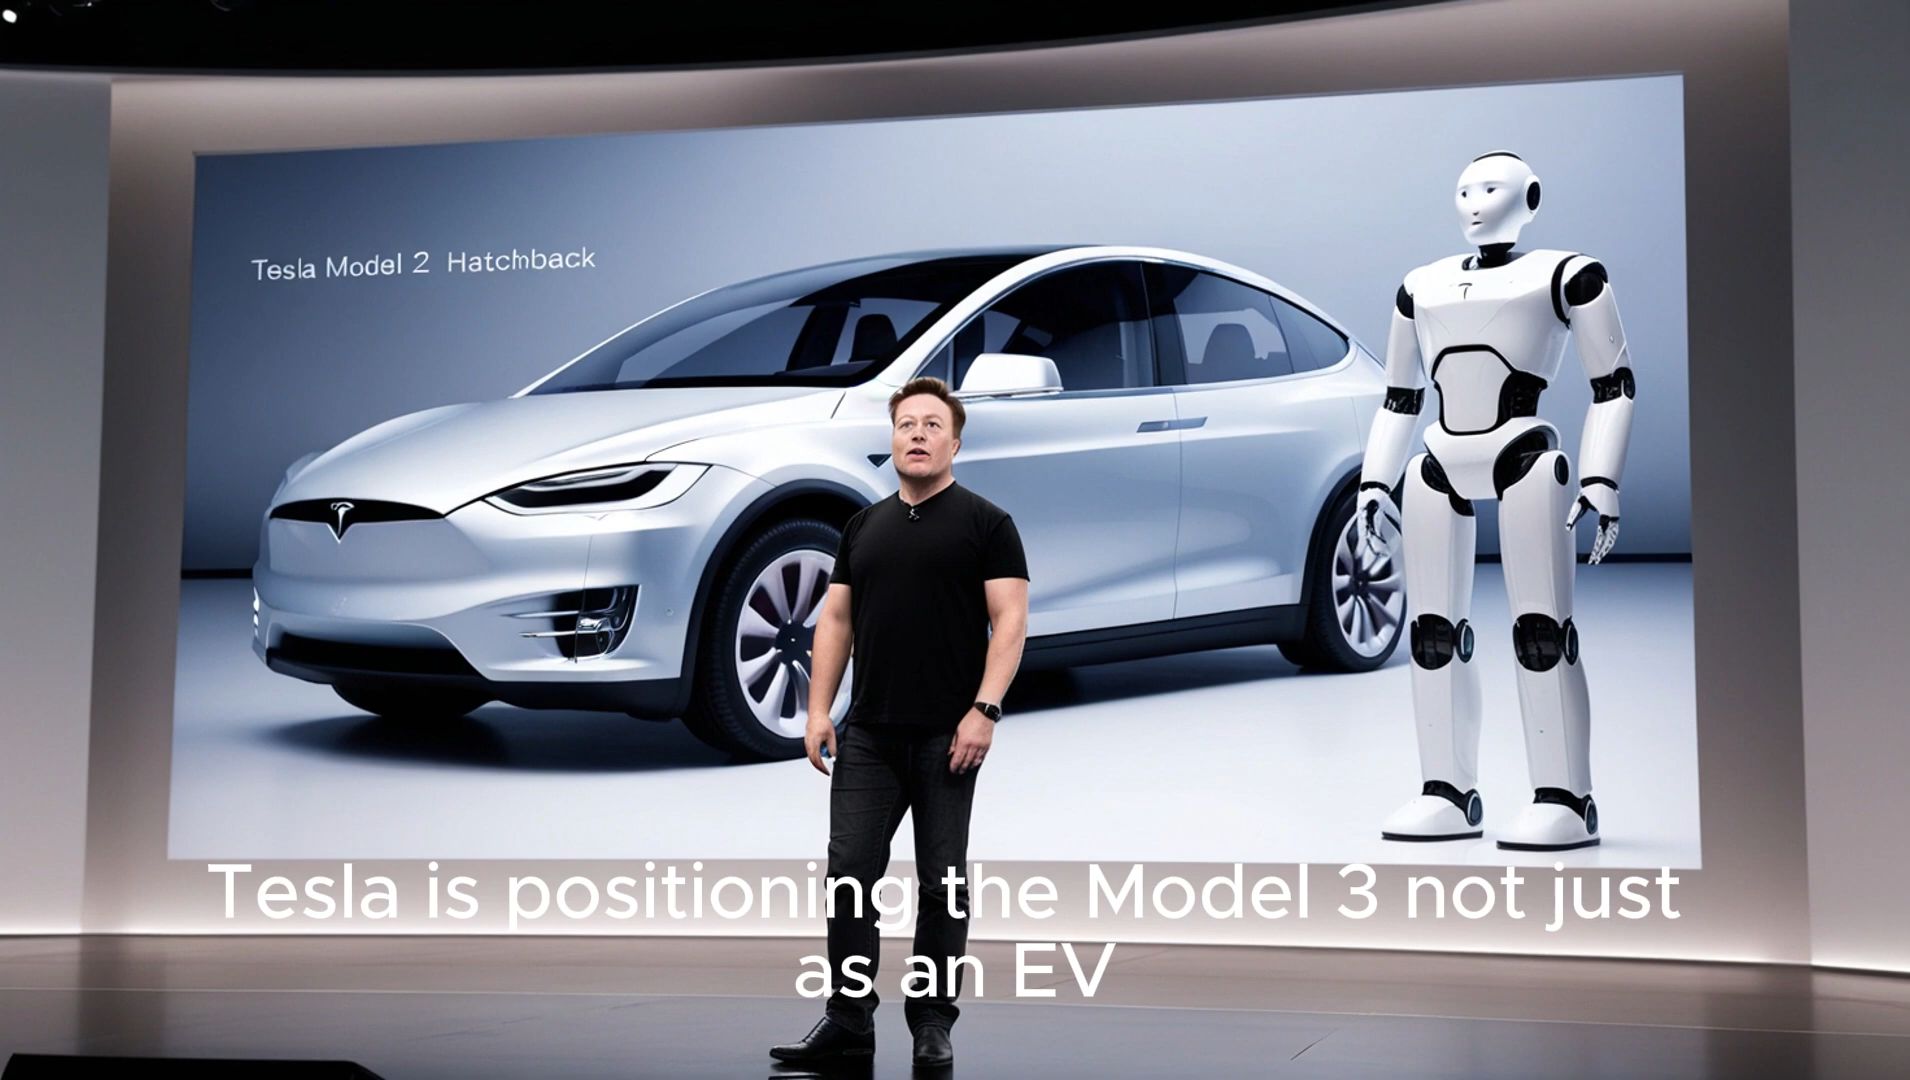 Tesla Model 2 Hatchback
Tesla is positioning the Model 3 not just
as an EV